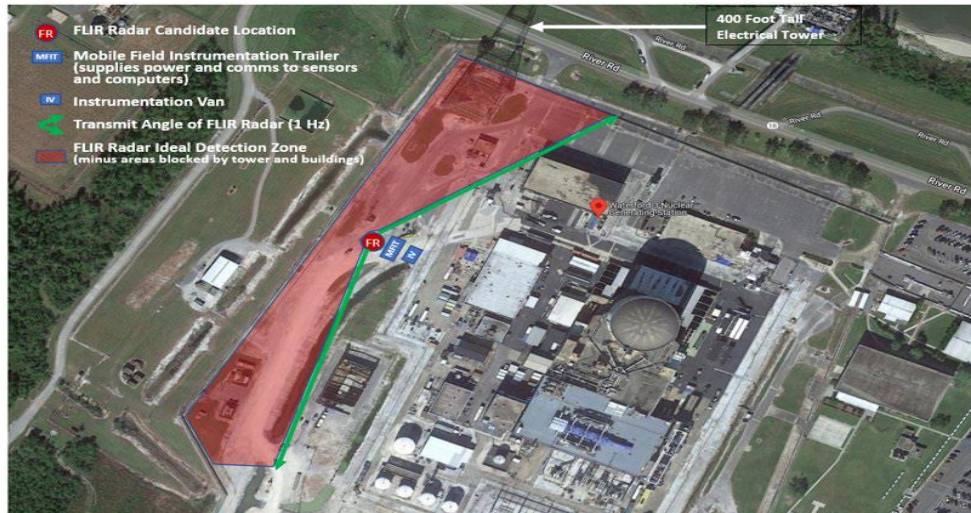 FR FLIR Radar Candidate Location
MFIT Mobile Field Instrumentation Trailer
(supplies power and comms to sensors
and computers)
IV Instrumentation Van
Transmit Angle of FLIR Radar (1 Hz)
FLIR Radar Ideal Detection Zone
(minus areas blocked by tower and buildings)
400 Foot Tall
Electrical Tower
River Rd
River Rd
River Rd
18
River Rd
Waterford 3 Nuclear
Generating Station
FR
MFIT
IV